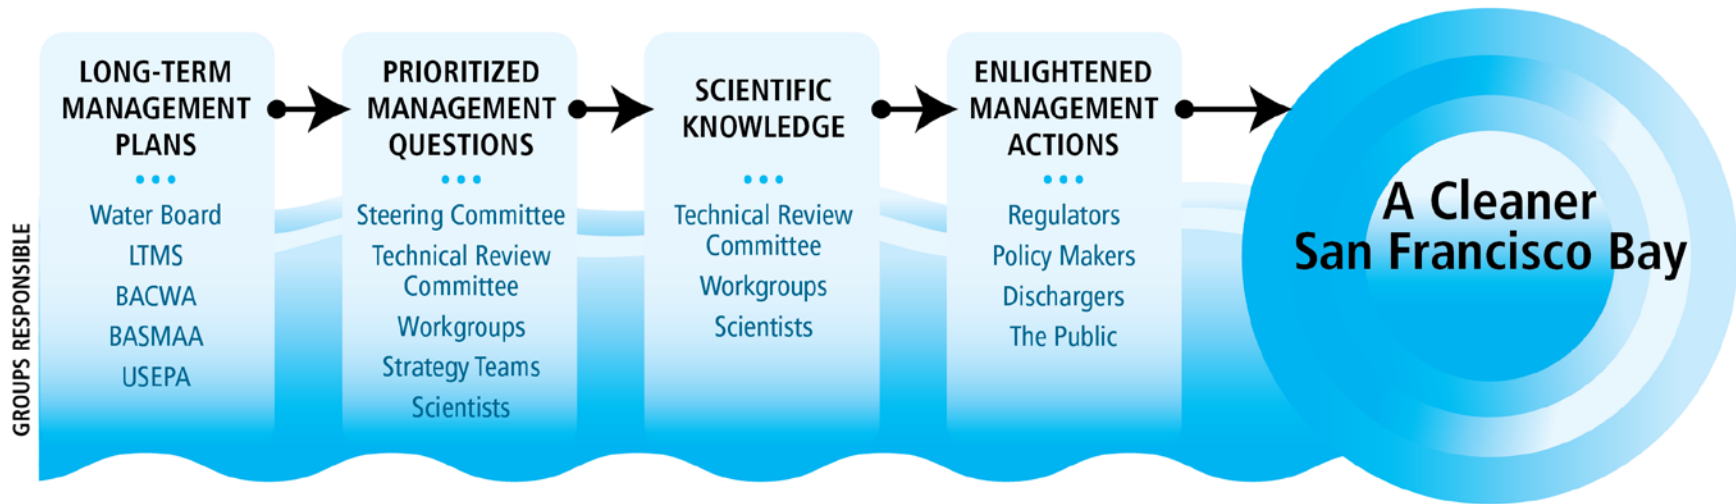 GROUPS RESPONSIBLE
LONG-TERM
MANAGEMENT
PLANS
Water Board
LTMS
BACWA
BASMAA
USEPA
PRIORITIZED
MANAGEMENT
QUESTIONS
Steering Committee
Technical Review
Committee
Workgroups
Strategy Teams
Scientists
SCIENTIFIC
KNOWLEDGE
Technical Review
Committee
Workgroups
Scientists
ENLIGHTENED
MANAGEMENT
ACTIONS
Regulators
Policy Makers
Dischargers
The Public
A Cleaner
San Francisco Bay